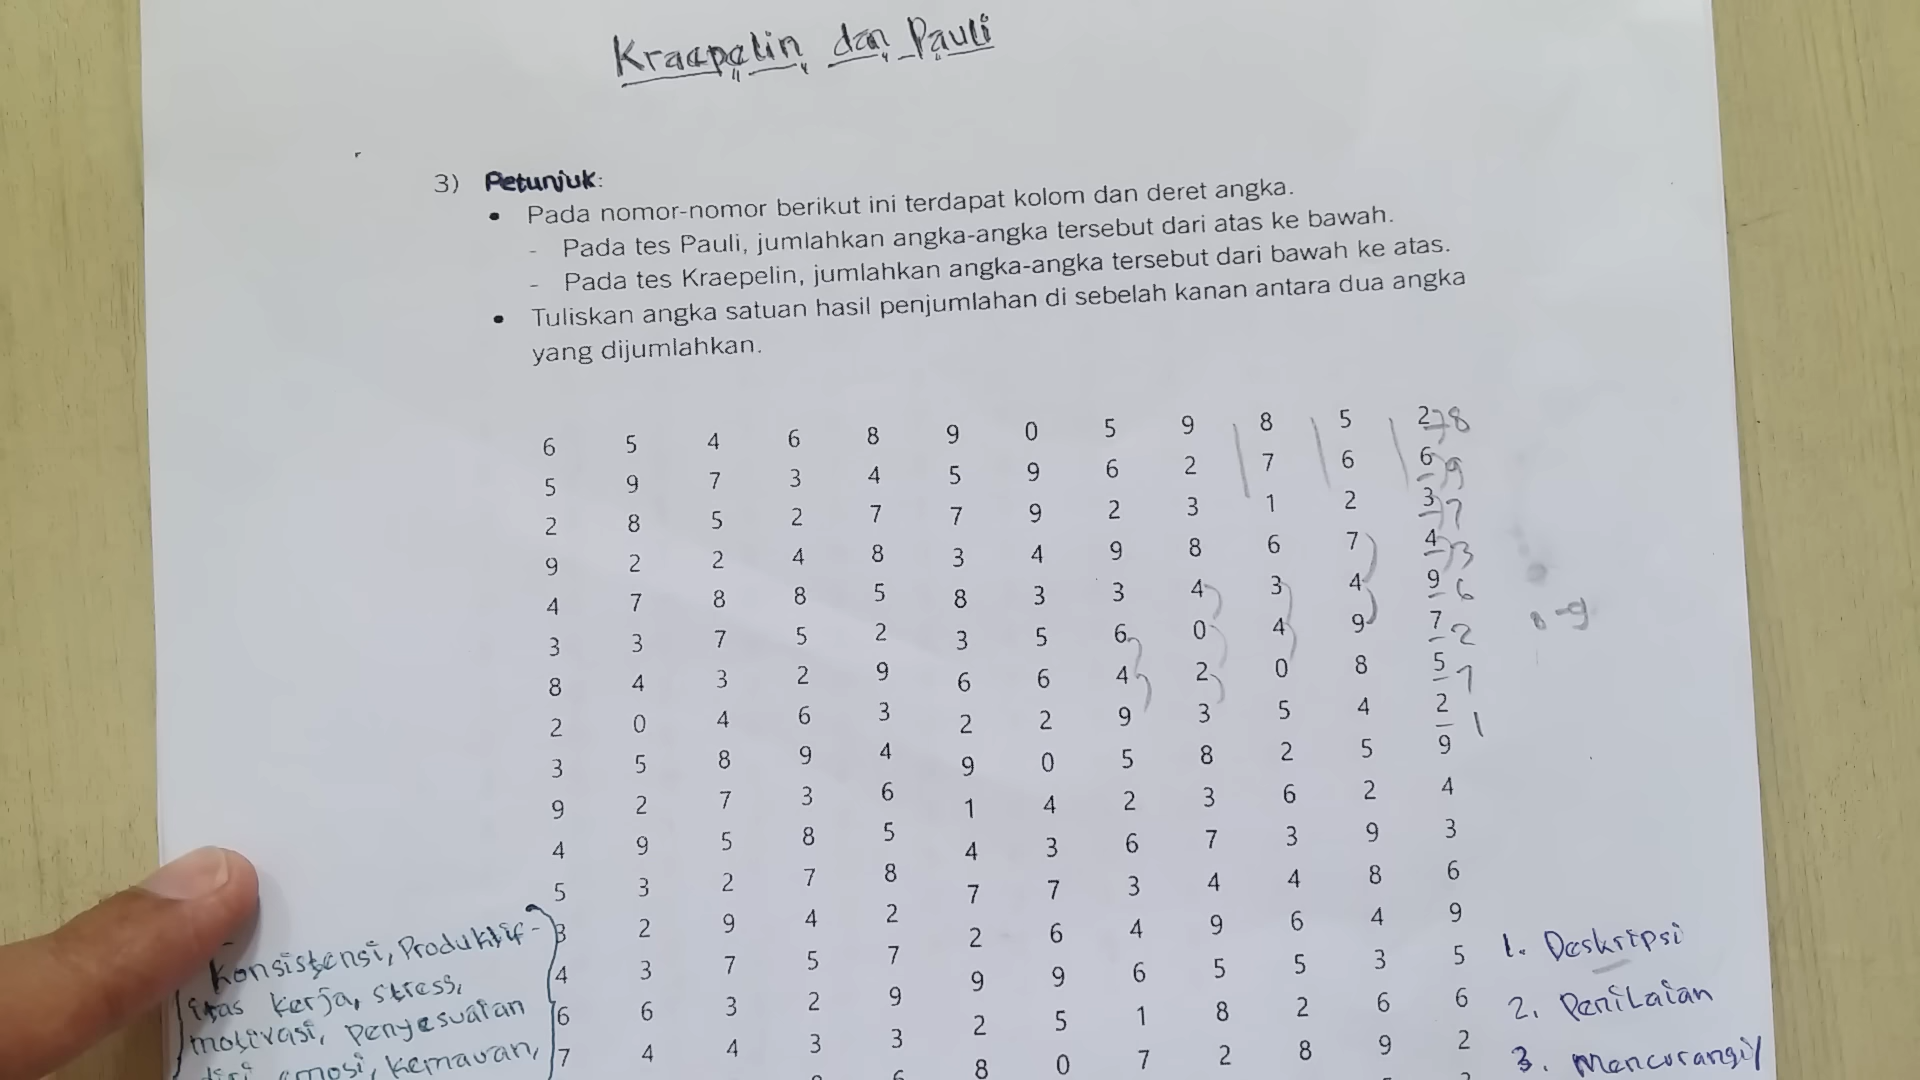 Kraepelin dan Pauli
3) Petunjuk:
• Pada nomor-nomor berikut ini terdapat kolom dan deret angka.
- Pada tes Pauli, jumlahkan angka-angka tersebut dari atas ke bawah.
- Pada tes Kraepelin, jumlahkan angka-angka tersebut dari bawah ke atas.
• Tuliskan angka satuan hasil penjumlahan di sebelah kanan antara dua angka
yang dijumlahkan.
6 5 4 6 8 9 0 5 9 8 5 2 8
5 9 7 3 4 5 9 6 2 7 6 6 9
2 8 5 2 7 7 9 2 3 1 2 3 7
9 2 2 4 8 3 4 9 8 6 7 4 3
4 7 8 8 5 8 3 3 4 3 4 9 6
3 3 7 5 2 3 5 6 0 4 9 7 2
8 4 3 2 9 6 6 4 2 0 8 5 7
2 0 4 6 3 2 2 9 3 5 4 2 1
3 5 8 9 4 9 0 5 8 2 5 9
9 2 7 3 6 1 4 2 3 6 2 4
4 9 5 8 5 4 3 6 7 3 9 3
5 3 2 7 8 7 7 3 4 4 8 6
3 2 9 4 2 2 6 4 9 6 4 9
4 3 7 5 7 9 9 6 5 5 3 5
6 6 3 2 9 2 5 1 8 2 6 6
7 4 4 3 3 8 0 7 2 8 9 2
Konsistensi, Produktif-
itas kerja, stress,
motivasi, Penyesuaian
diri emosi, Kemauan,
1. Deskripsi
2. Penilaian
3. Mencurangi